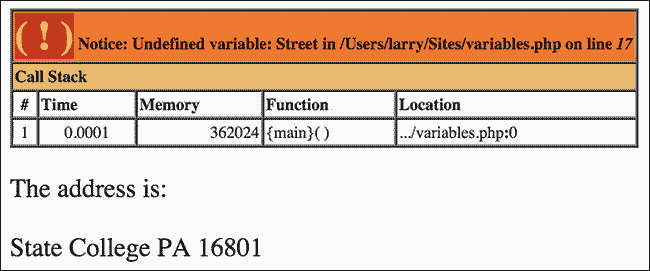 ( ! ) Notice: Undefined variable: Street in /Users/larry/Sites/variables.php on line 17
Call Stack
# Time Memory Function Location
1 0.0001 362024 {main}( ) .../variables.php:0
The address is:
State College PA 16801